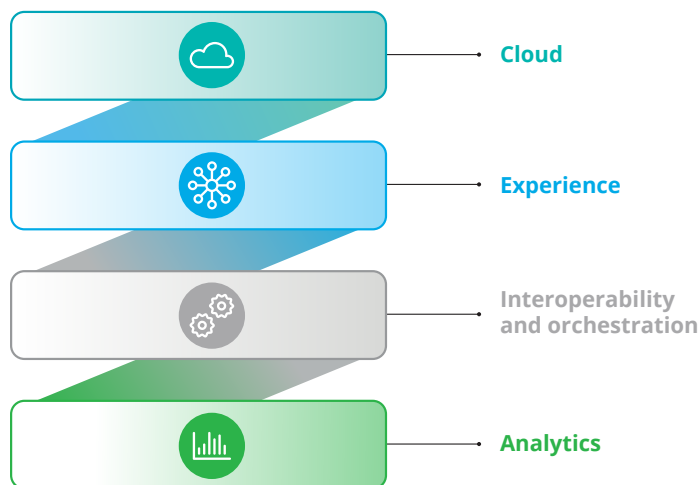 Cloud
Experience
Interoperability
and orchestration
Analytics